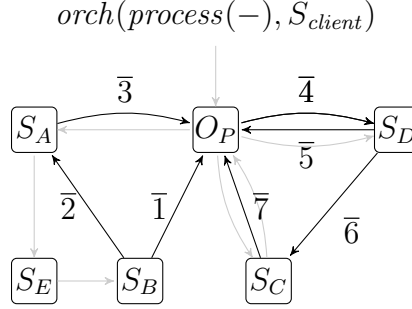 orch(process(−), S_client)
3̅ 4̅
S_A O_P S_D
5̅
2̅ 1̅ 7̅ 6̅
S_E S_B S_C